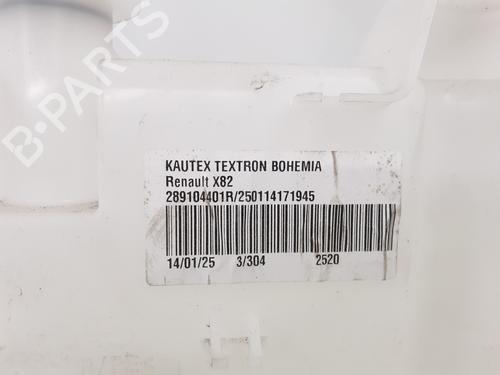 B-PARTS
KAUTEX TEXTRON BOHEMIA
Renault X82
289104401R/250114171945
14/01/25 3/304 2520